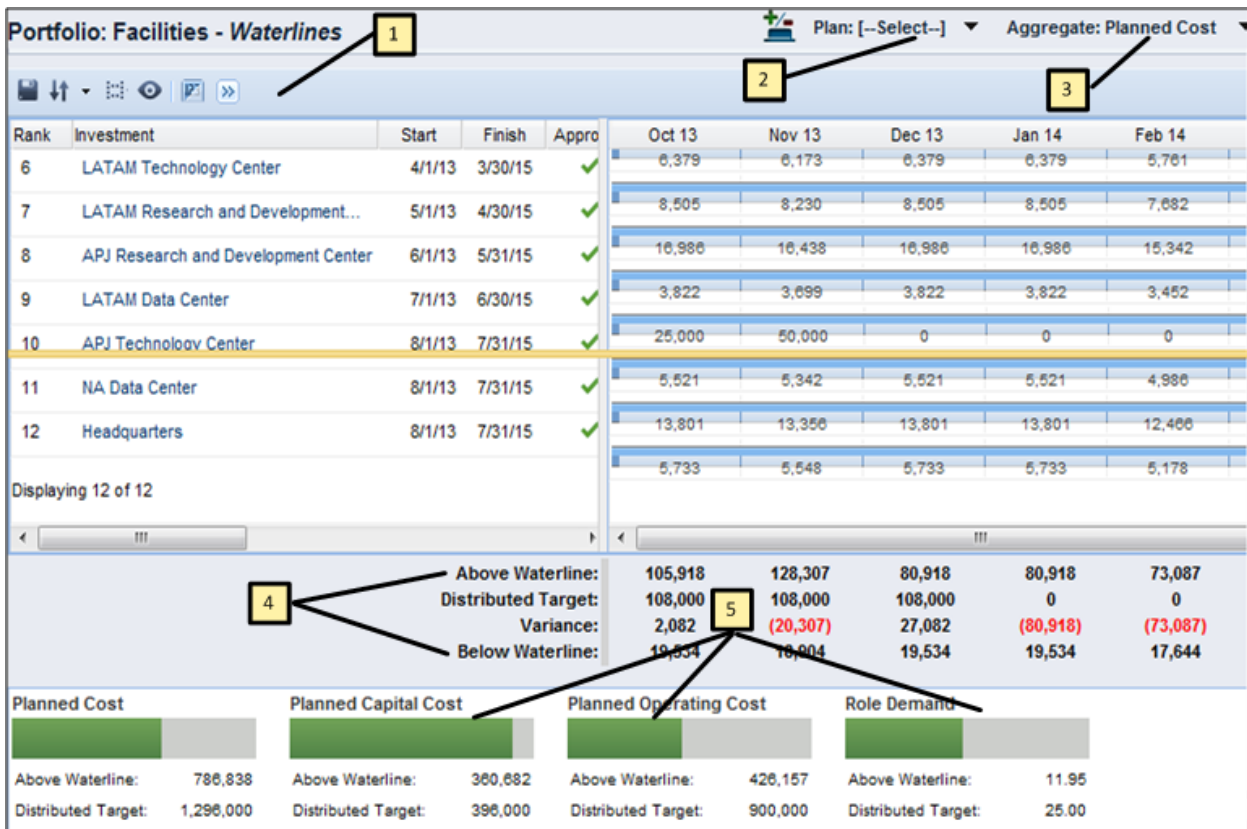 Portfolio: Facilities - Waterlines
1
Plan: [--Select--]
Aggregate: Planned Cost
2
3
Rank Investment Start Finish Appro Oct 13 Nov 13 Dec 13 Jan 14 Feb 14
6,379 6,173 6,379 6,379 5,761
6 LATAM Technology Center 4/1/13 3/30/15
8,505 8,230 8,505 8,505 7,682
7 LATAM Research and Development... 5/1/13 4/30/15
16,986 16,438 16,986 16,986 15,342
8 APJ Research and Development Center 6/1/13 5/31/15
3,822 3,699 3,822 3,822 3,452
9 LATAM Data Center 7/1/13 6/30/15
25,000 50,000 0 0 0
10 APJ Technology Center 8/1/13 7/31/15
5,521 5,342 5,521 5,521 4,986
11 NA Data Center 8/1/13 7/31/15
13,801 13,356 13,801 13,801 12,466
12 Headquarters 8/1/13 7/31/15
5,733 5,548 5,733 5,733 5,178
Displaying 12 of 12
4
5
Above Waterline: 105,918 128,307 80,918 80,918 73,087
Distributed Target: 108,000 108,000 108,000 0 0
Variance: 2,082 (20,307) 27,082 (80,918) (73,087)
Below Waterline: 19,534 18,904 19,534 19,534 17,644
Planned Cost
Above Waterline: 786,838
Distributed Target: 1,296,000
Planned Capital Cost
Above Waterline: 360,682
Distributed Target: 396,000
Planned Operating Cost
Above Waterline: 426,157
Distributed Target: 900,000
Role Demand
Above Waterline: 11.95
Distributed Target: 25.00